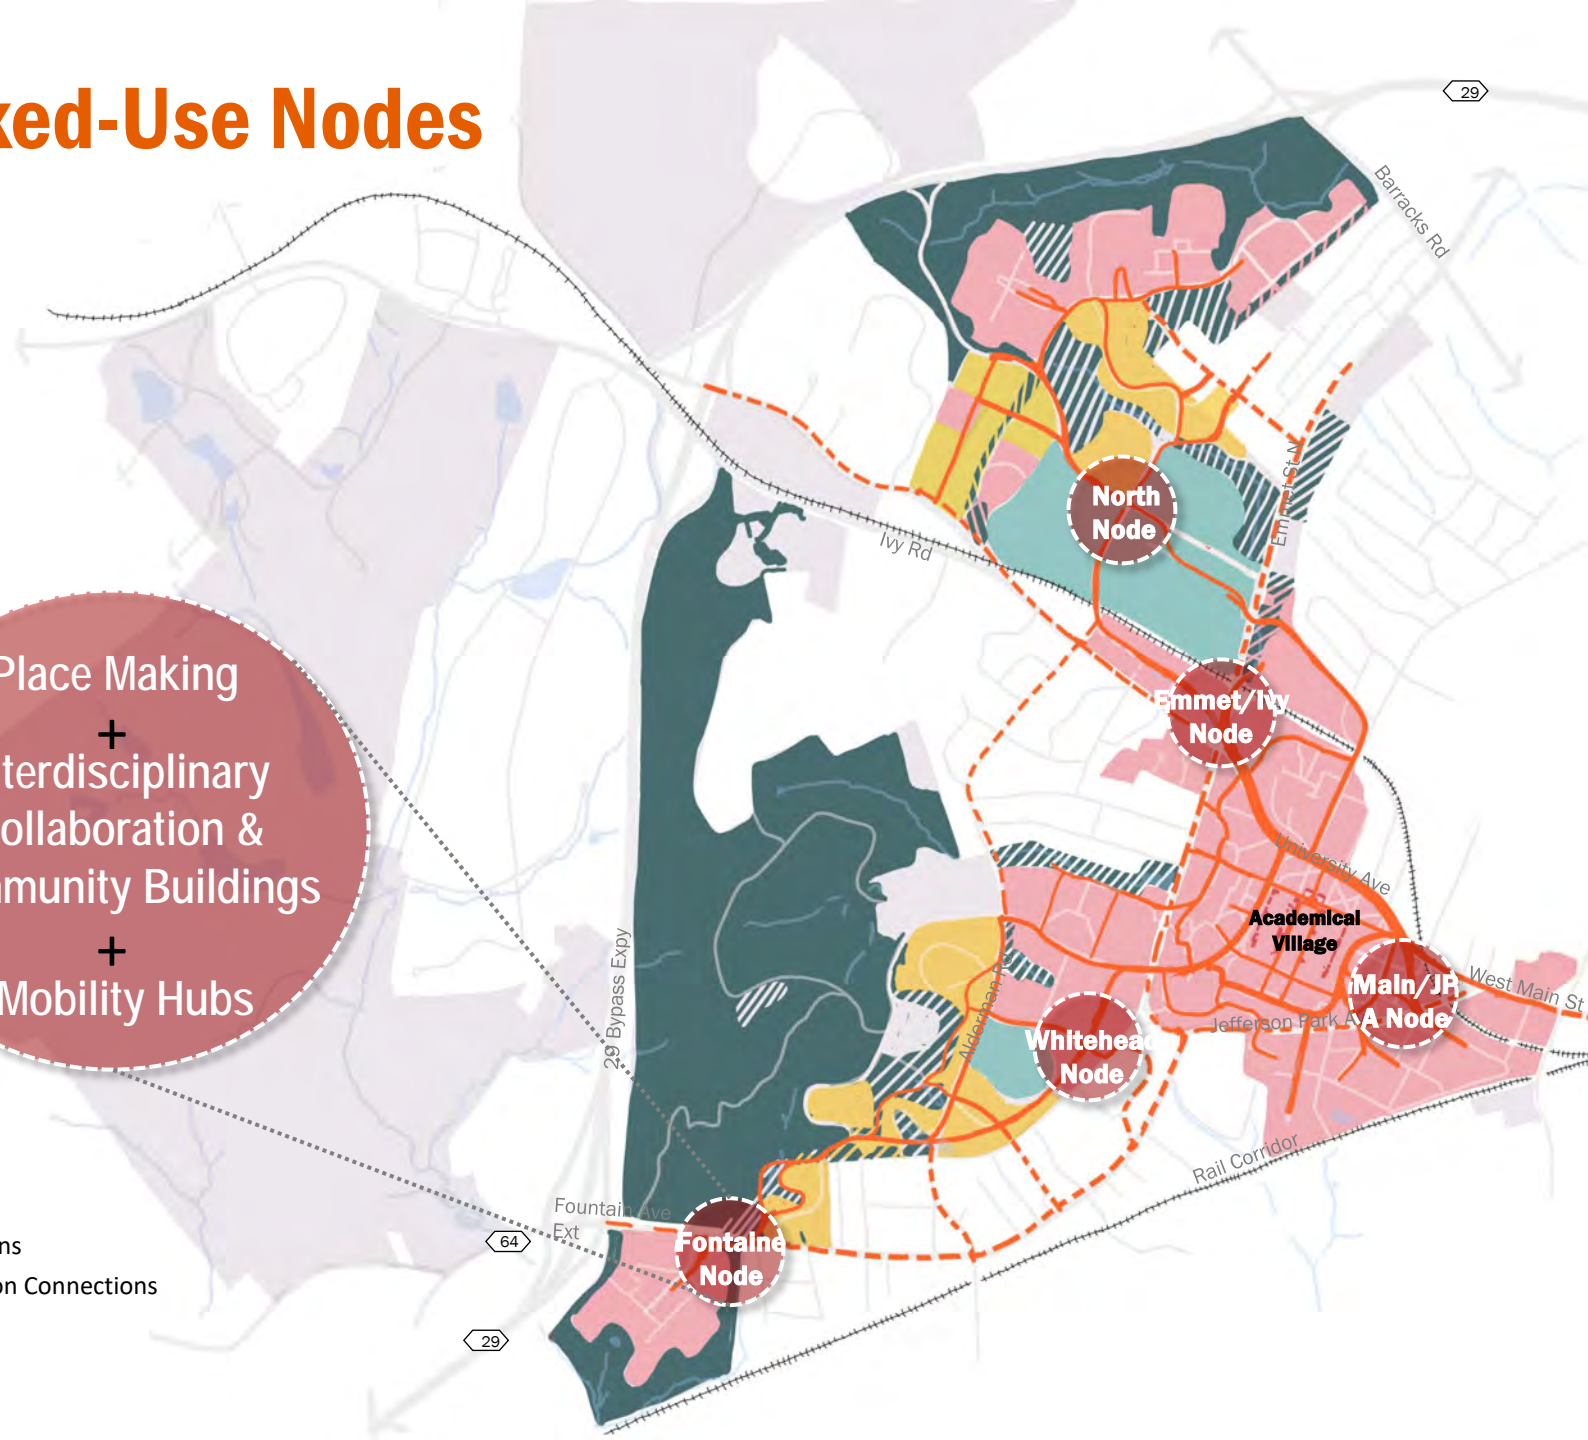 xed-Use Nodes
29
Barracks Rd
North
Node
Emmet St N
Ivy Rd
Place Making
+
terdisciplinary
ollaboration &
munity Buildings
+
Mobility Hubs
Emmet/Ivy
Node
University Ave
Academical
Village
Main/JP
A Node
West Main St
Jefferson Park A
Alderman Rd
29 Bypass Expy
Whitehead
Node
Rail Corridor
Fountain Ave
Ext
64
Fontaine
Node
ns
on Connections
29